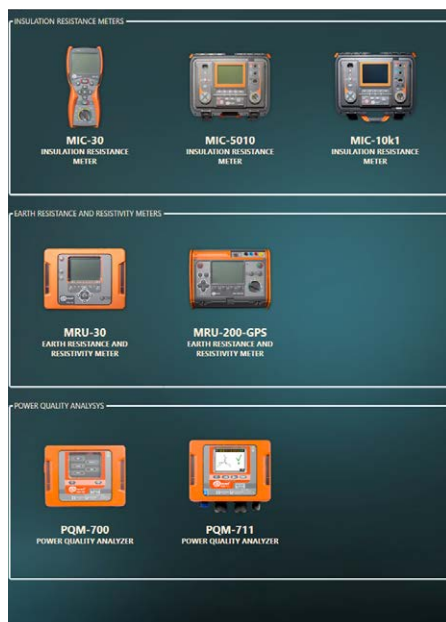 INSULATION RESISTANCE METERS
MIC-30
INSULATION RESISTANCE
METER
MIC-5010
INSULATION RESISTANCE
METER
MIC-10k1
INSULATION RESISTANCE
METER
EARTH RESISTANCE AND RESISTIVITY METERS
MRU-30
EARTH RESISTANCE AND
RESISTIVITY METER
MRU-200-GPS
EARTH RESISTANCE AND
RESISTIVITY METER
POWER QUALITY ANALYSYS
PQM-700
POWER QUALITY ANALYZER
PQM-711
POWER QUALITY ANALYZER